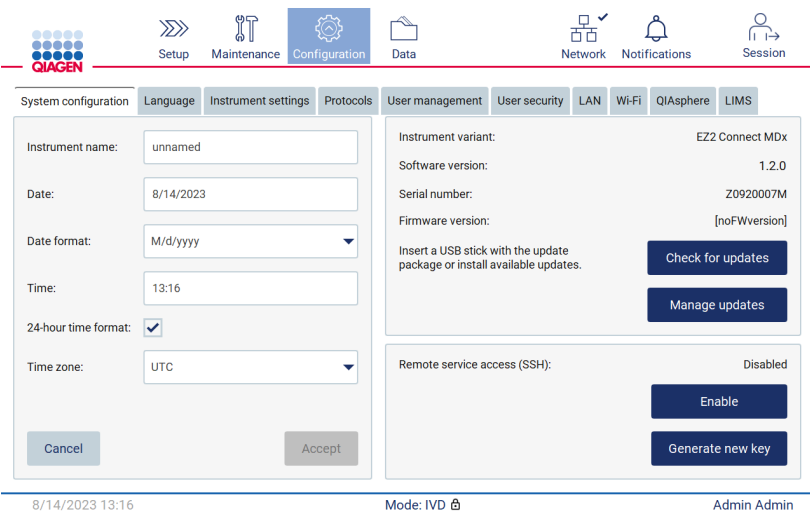 QIAGEN
Setup
Maintenance
Configuration
Data
Network
Notifications
Session
System configuration
Language
Instrument settings
Protocols
User management
User security
LAN
Wi-Fi
QIAsphere
LIMS
Instrument name:
unnamed
Date:
8/14/2023
Date format:
M/d/yyyy
Time:
13:16
24-hour time format:
Time zone:
UTC
Cancel
Accept
Instrument variant:
EZ2 Connect MDx
Software version:
1.2.0
Serial number:
Z0920007M
Firmware version:
[noFWversion]
Insert a USB stick with the update
package or install available updates.
Check for updates
Manage updates
Remote service access (SSH):
Disabled
Enable
Generate new key
8/14/2023 13:16
Mode: IVD
Admin Admin